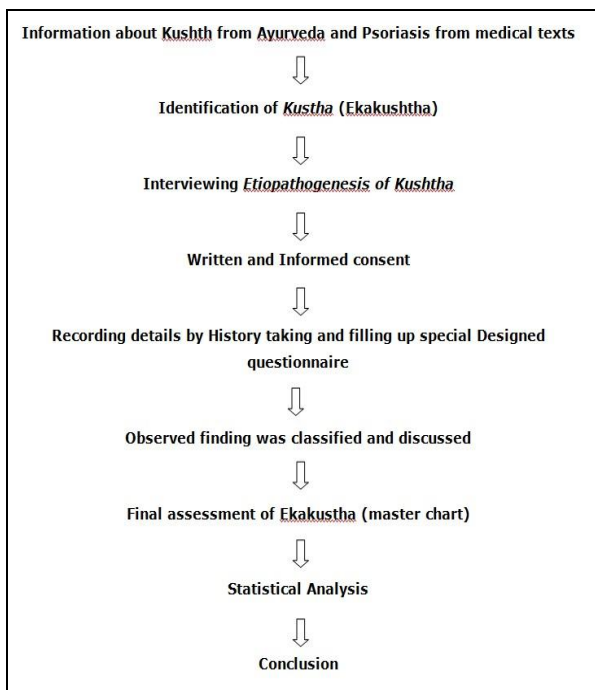 Information about Kushth from Ayurveda and Psoriasis from medical texts
Identification of Kustha (Ekakushtha)
Interviewing Etiopathogenesis of Kushtha
Written and Informed consent
Recording details by History taking and filling up special Designed
questionnaire
Observed finding was classified and discussed
Final assessment of Ekakustha (master chart)
Statistical Analysis
Conclusion